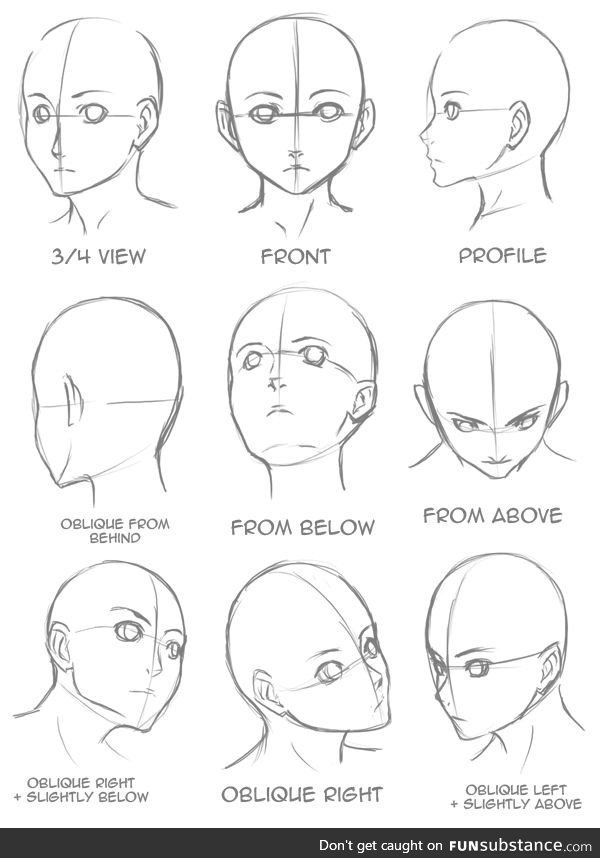 3/4 VIEW
FRONT
PROFILE
OBLIQUE FROM
BEHIND
FROM BELOW
FROM ABOVE
OBLIQUE RIGHT
+ SLIGHTLY BELOW
OBLIQUE RIGHT
OBLIQUE LEFT
+ SLIGHTLY ABOVE
Don't get caught on FUNsubstance.com